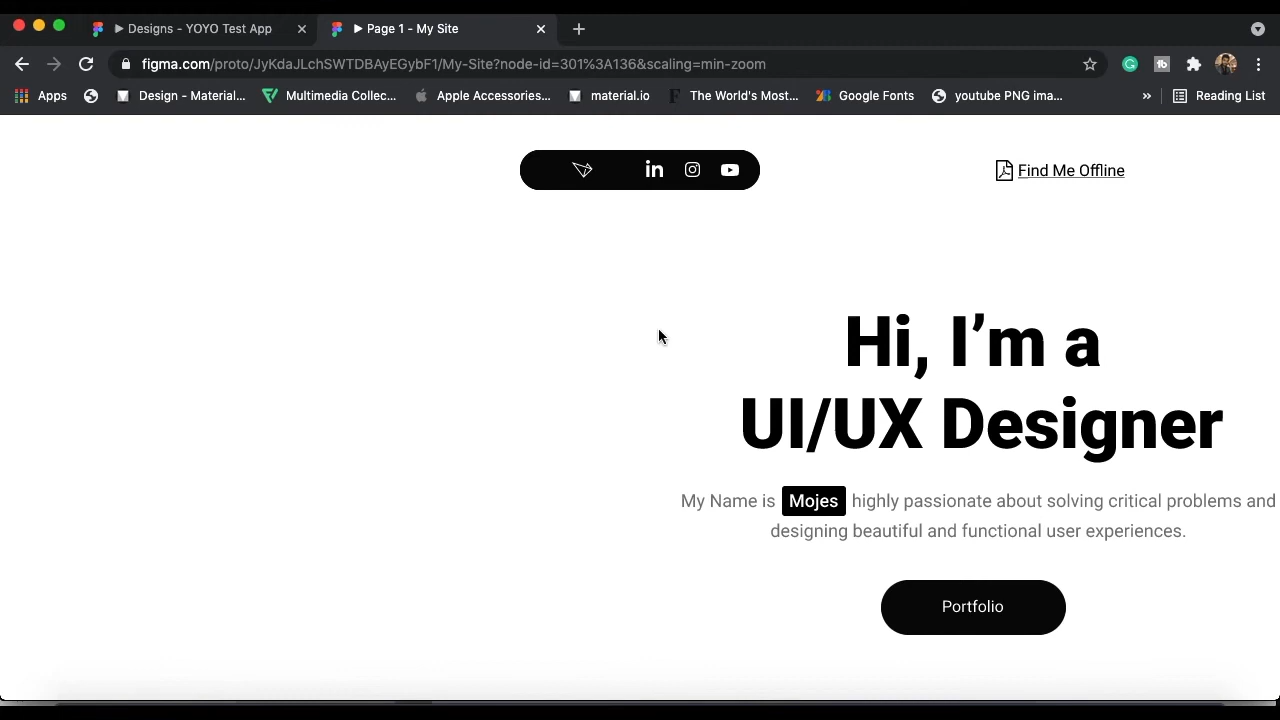 Designs - YOYO Test App
Page 1 - My Site
figma.com/proto/JyKdaJLchSWTDBAyEGybF1/My-Site?node-id=301%3A136&scaling=min-zoom
Apps
Design - Material...
Multimedia Collec...
Apple Accessories...
material.io
The World's Most...
Google Fonts
youtube PNG ima...
»
Reading List
Find Me Offline
Hi, I’m a
UI/UX Designer
My Name is Mojes highly passionate about solving critical problems and
designing beautiful and functional user experiences.
Portfolio